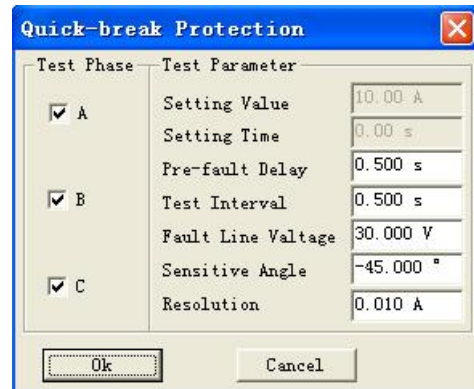 Quick-break Protection
Test Phase
A
B
C
Test Parameter
Setting Value 10.00 A
Setting Time 0.00 s
Pre-fault Delay 0.500 s
Test Interval 0.500 s
Fault Line Valtage 30.000 V
Sensitive Angle -45.000 °
Resolution 0.010 A
Ok
Cancel